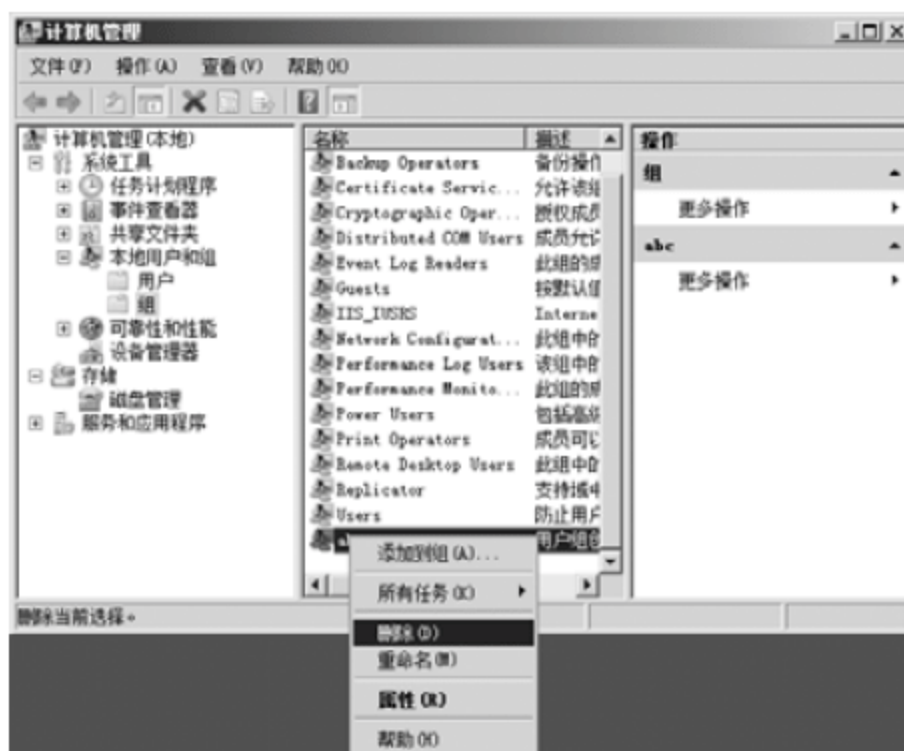 计算机管理
文件(F) 操作(A) 查看(V) 帮助(H)
计算机管理(本地)
系统工具
任务计划程序
事件查看器
共享文件夹
本地用户和组
用户
组
可靠性和性能
设备管理器
存储
磁盘管理
服务和应用程序
名称 描述
Backup Operators 备份操作
Certificate Servic... 允许该组
Cryptographic Oper... 授权成员
Distributed COM Users 成员允许
Event Log Readers 此组的成
Guests 按默认值
IIS_IUSRS Interne
Network Configurat... 此组中的
Performance Log Users 该组中的
Performance Monito... 此组的成
Power Users 包括高级
Print Operators 成员可以
Remote Desktop Users 此组中的
Replicator 支持域中
Users 防止用户
用户组
添加到组(A)...
所有任务(K)
删除(D)
重命名(M)
属性(R)
帮助(H)
操作
组
更多操作
abc
更多操作
删除当前选择。